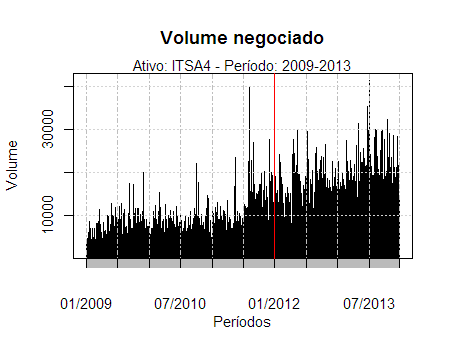 Volume negociado
Ativo: ITSA4 - Período: 2009-2013
Volume
30000
10000
01/2009 07/2010 01/2012 07/2013
Períodos